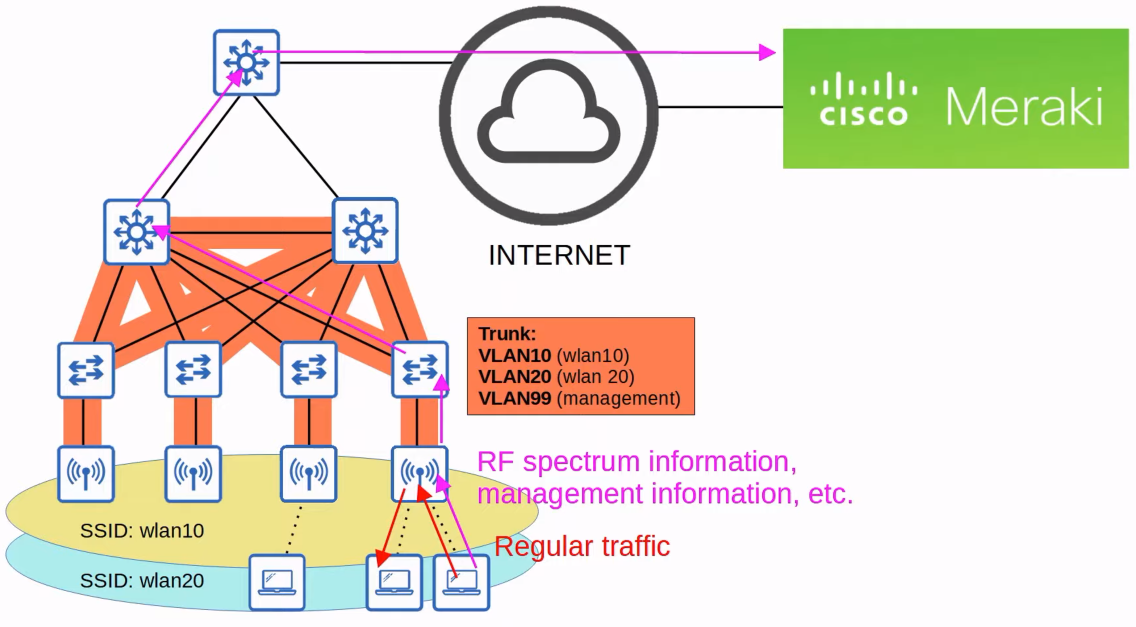 cisco Meraki
INTERNET
Trunk:
VLAN10 (wlan10)
VLAN20 (wlan 20)
VLAN99 (management)
RF spectrum information,
management information, etc.
SSID: wlan10
Regular traffic
SSID: wlan20